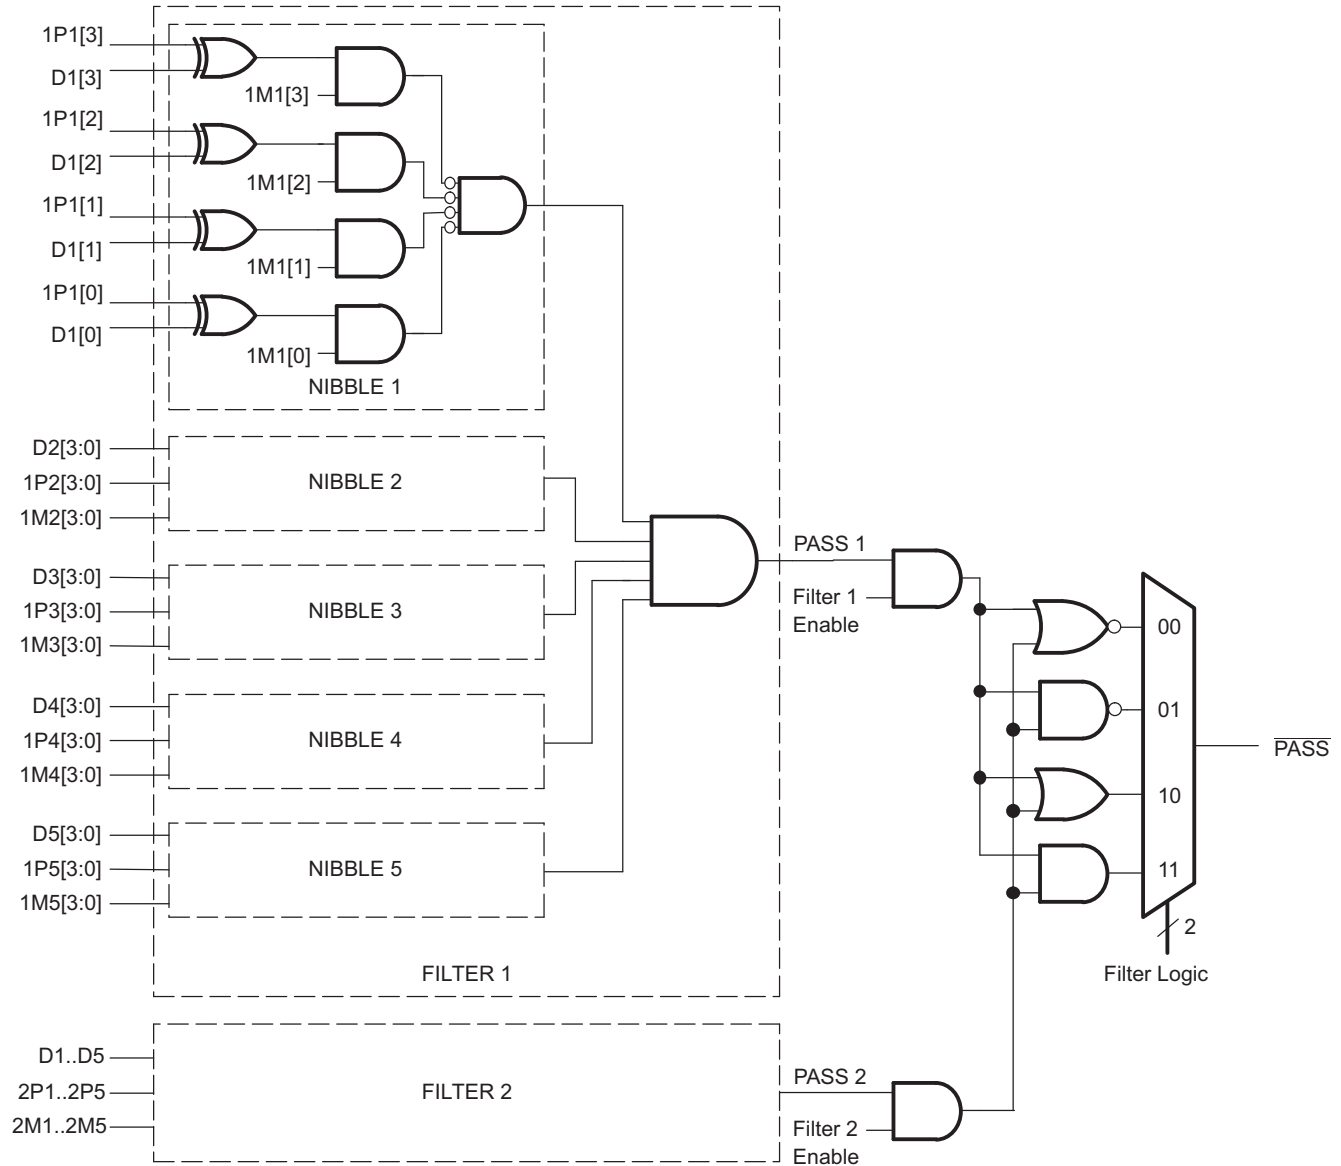 1P1[3]
D1[3]
1M1[3]
1P1[2]
D1[2]
1M1[2]
1P1[1]
D1[1]
1M1[1]
1P1[0]
D1[0]
1M1[0]
NIBBLE 1
D2[3:0]
1P2[3:0]
1M2[3:0]
NIBBLE 2
D3[3:0]
1P3[3:0]
1M3[3:0]
NIBBLE 3
D4[3:0]
1P4[3:0]
1M4[3:0]
NIBBLE 4
D5[3:0]
1P5[3:0]
1M5[3:0]
NIBBLE 5
FILTER 1
PASS 1
Filter 1
Enable
00
01
10
11
PASS
2
Filter Logic
D1..D5
2P1..2P5
2M1..2M5
FILTER 2
PASS 2
Filter 2
Enable